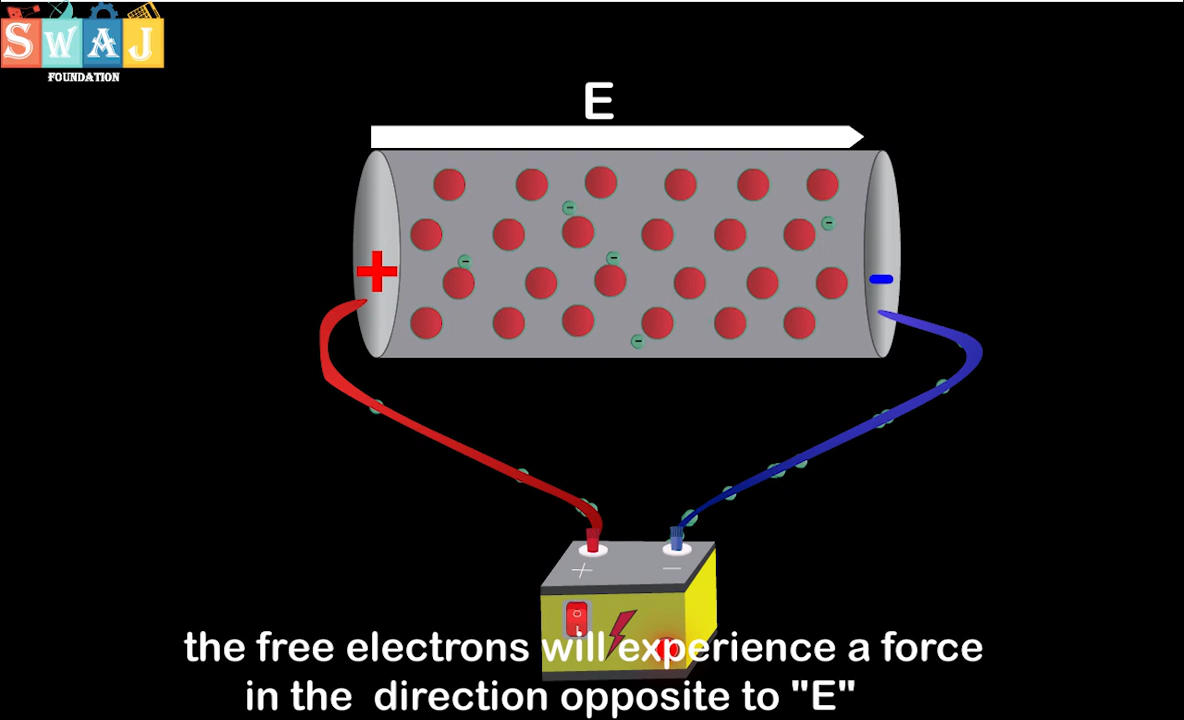 SWAJ
FOUNDATION
E
+
-
+
-
the free electrons will experience a force
in the direction opposite to "E"